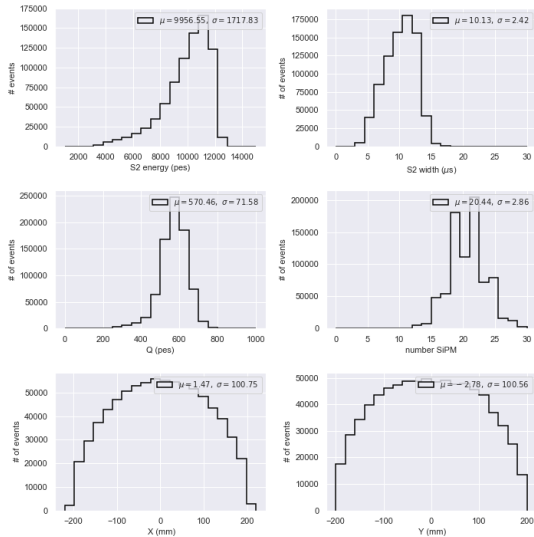 175000
150000
125000
100000
75000
50000
25000
0
# of events
μ = 9956.55, σ = 1717.83
2000 4000 6000 8000 10000 12000 14000
S2 energy (pes)
175000
150000
125000
100000
75000
50000
25000
0
# of events
μ = 10.13, σ = 2.42
0 5 10 15 20 25 30
S2 width (μs)
250000
200000
150000
100000
50000
0
# of events
μ = 570.46, σ = 71.58
0 200 400 600 800 1000
Q (pes)
200000
150000
100000
50000
0
# of events
μ = 20.44, σ = 2.86
0 5 10 15 20 25 30
number SiPM
50000
40000
30000
20000
10000
0
# of events
μ = 1.47, σ = 100.75
−200 −100 0 100 200
X (mm)
50000
40000
30000
20000
10000
0
# of events
μ = −2.78, σ = 100.56
−200 −100 0 100 200
Y (mm)